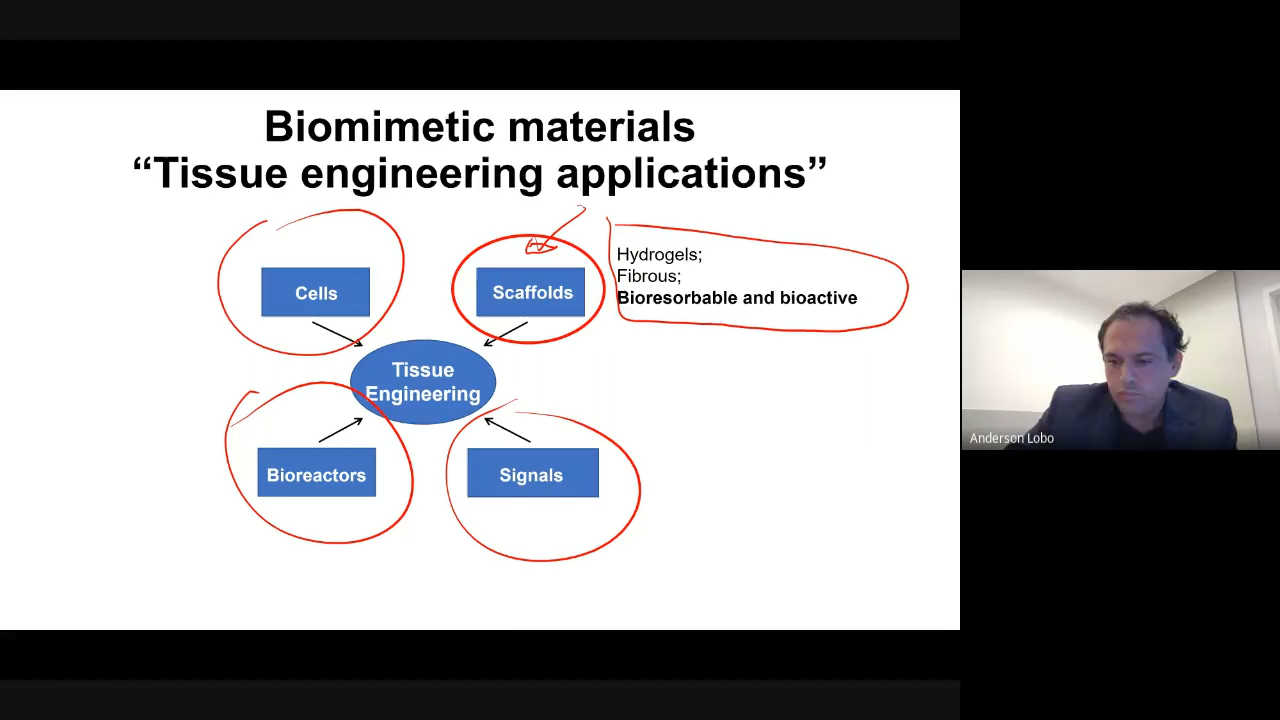 Biomimetic materials
“Tissue engineering applications”
Cells
Scaffolds
Hydrogels;
Fibrous;
Bioresorbable and bioactive
Tissue
Engineering
Bioreactors
Signals
Anderson Lobo